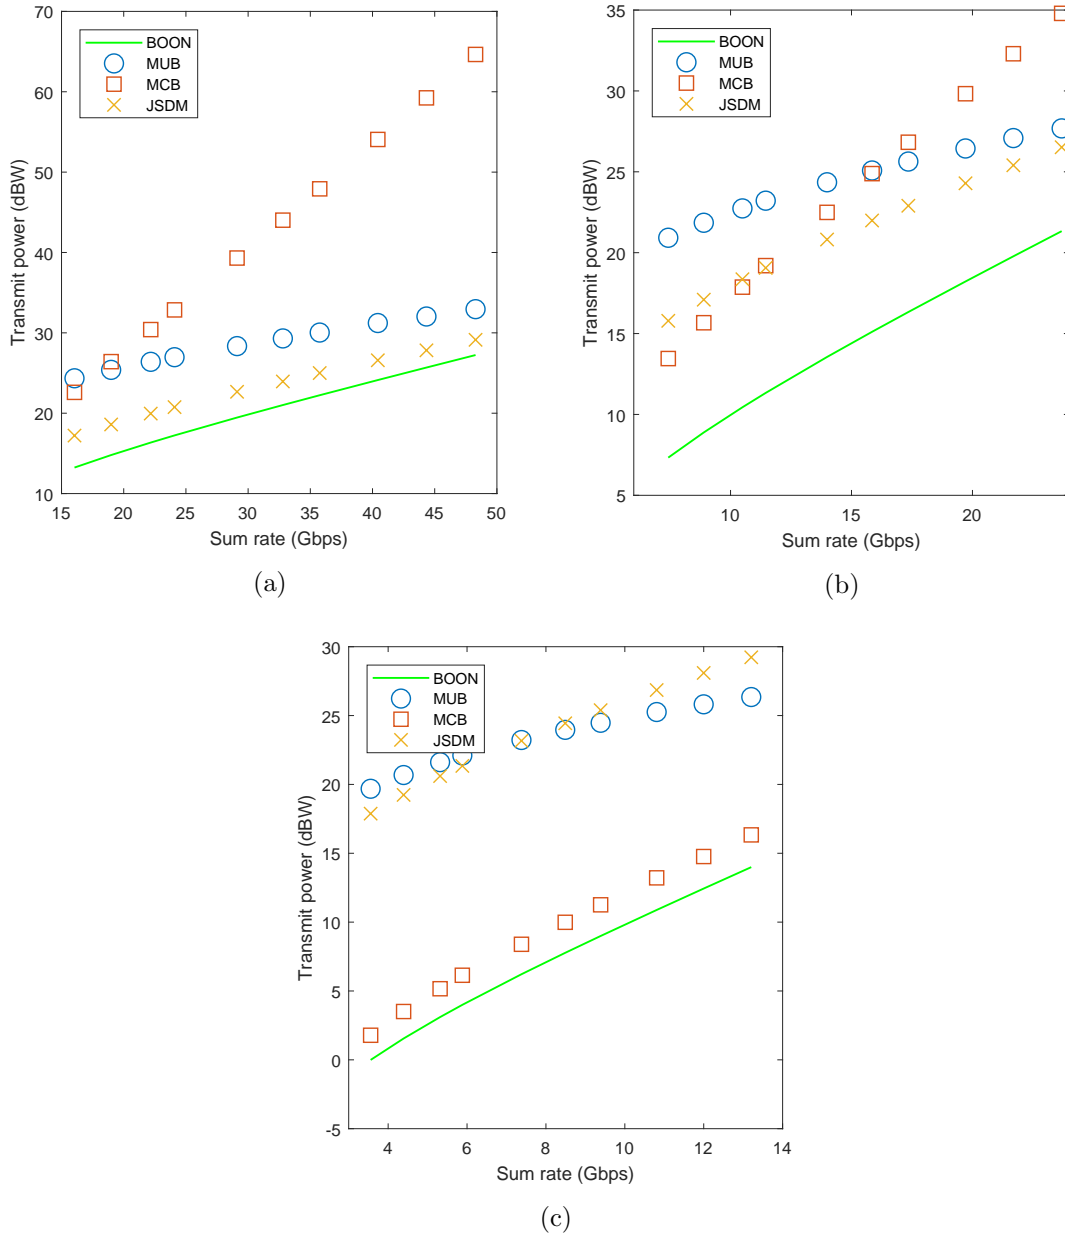 70
60
50
40
30
20
10
Transmit power (dBW)
BOON
MUB
MCB
JSDM
15 20 25 30 35 40 45 50
Sum rate (Gbps)
(a)
35
30
25
20
15
10
5
Transmit power (dBW)
BOON
MUB
MCB
JSDM
10 15 20
Sum rate (Gbps)
(b)
30
25
20
15
10
5
0
-5
Transmit power (dBW)
BOON
MUB
MCB
JSDM
4 6 8 10 12 14
Sum rate (Gbps)
(c)